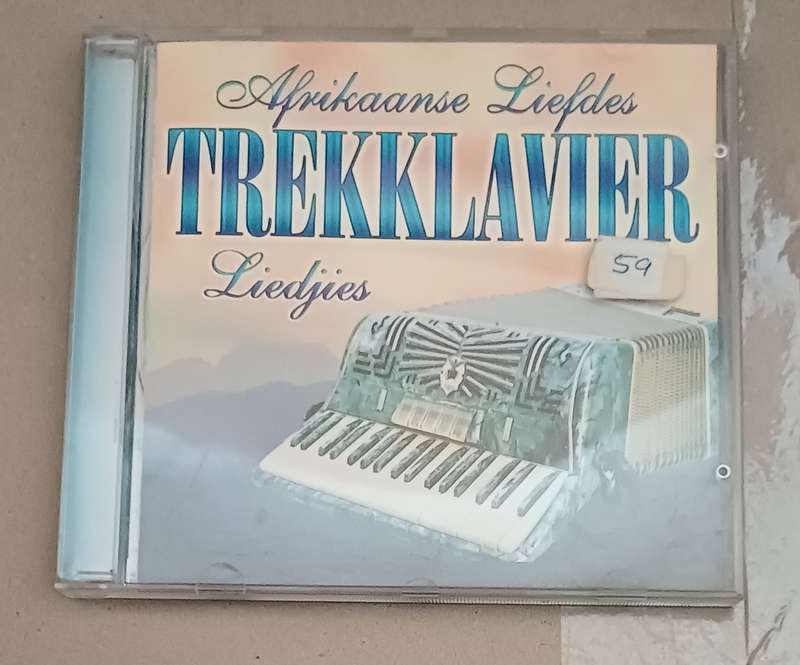 Afrikaanse Liefdes
TREKKLAVIER
Liedjies
59